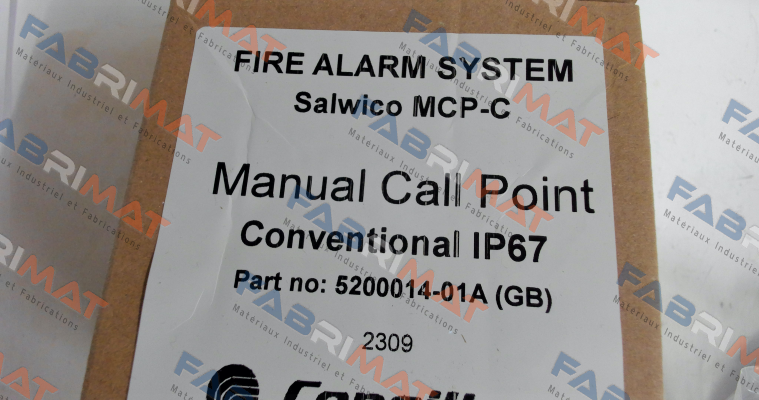 FIRE ALARM SYSTEM
Salwico MCP-C
Manual Call Point
Conventional IP67
Part no: 5200014-01A (GB)
2309
FABRIMAT
Matériaux Industriel et Fabrications